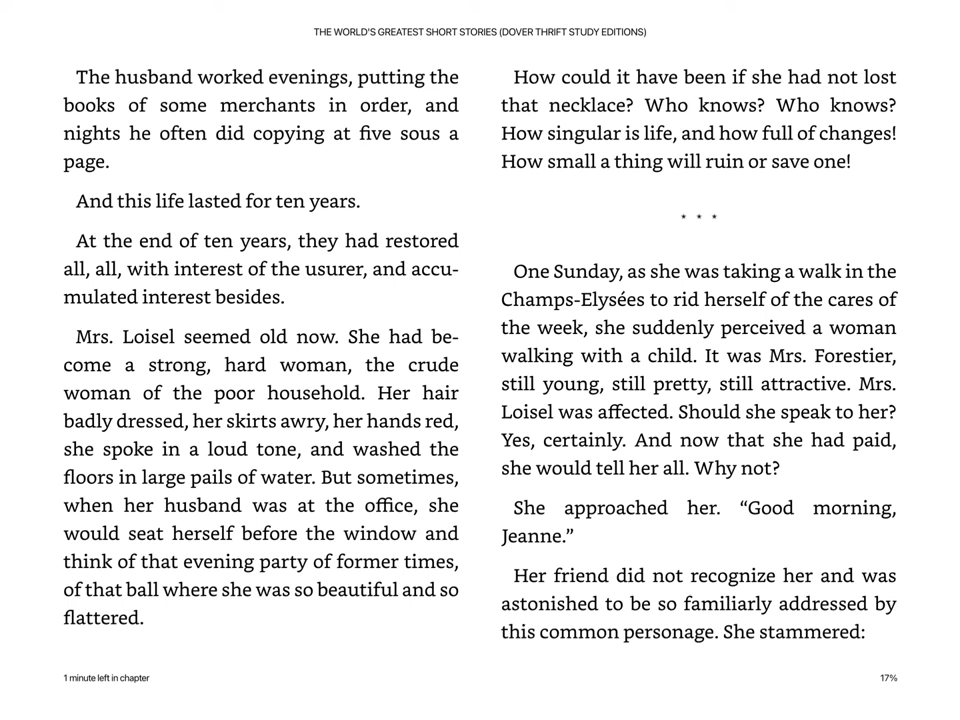 THE WORLD'S GREATEST SHORT STORIES (DOVER THRIFT STUDY EDITIONS)
The husband worked evenings, putting the
books of some merchants in order, and
nights he often did copying at five sous a
page.
And this life lasted for ten years.
At the end of ten years, they had restored
all, all, with interest of the usurer, and accu-
mulated interest besides.
Mrs. Loisel seemed old now. She had be-
come a strong, hard woman, the crude
woman of the poor household. Her hair
badly dressed, her skirts awry, her hands red,
she spoke in a loud tone, and washed the
floors in large pails of water. But sometimes,
when her husband was at the office, she
would seat herself before the window and
think of that evening party of former times,
of that ball where she was so beautiful and so
flattered.
How could it have been if she had not lost
that necklace? Who knows? Who knows?
How singular is life, and how full of changes!
How small a thing will ruin or save one!
* * *
One Sunday, as she was taking a walk in the
Champs-Elysées to rid herself of the cares of
the week, she suddenly perceived a woman
walking with a child. It was Mrs. Forestier,
still young, still pretty, still attractive. Mrs.
Loisel was affected. Should she speak to her?
Yes, certainly. And now that she had paid,
she would tell her all. Why not?
She approached her. “Good morning,
Jeanne.”
Her friend did not recognize her and was
astonished to be so familiarly addressed by
this common personage. She stammered:
1 minute left in chapter
17%